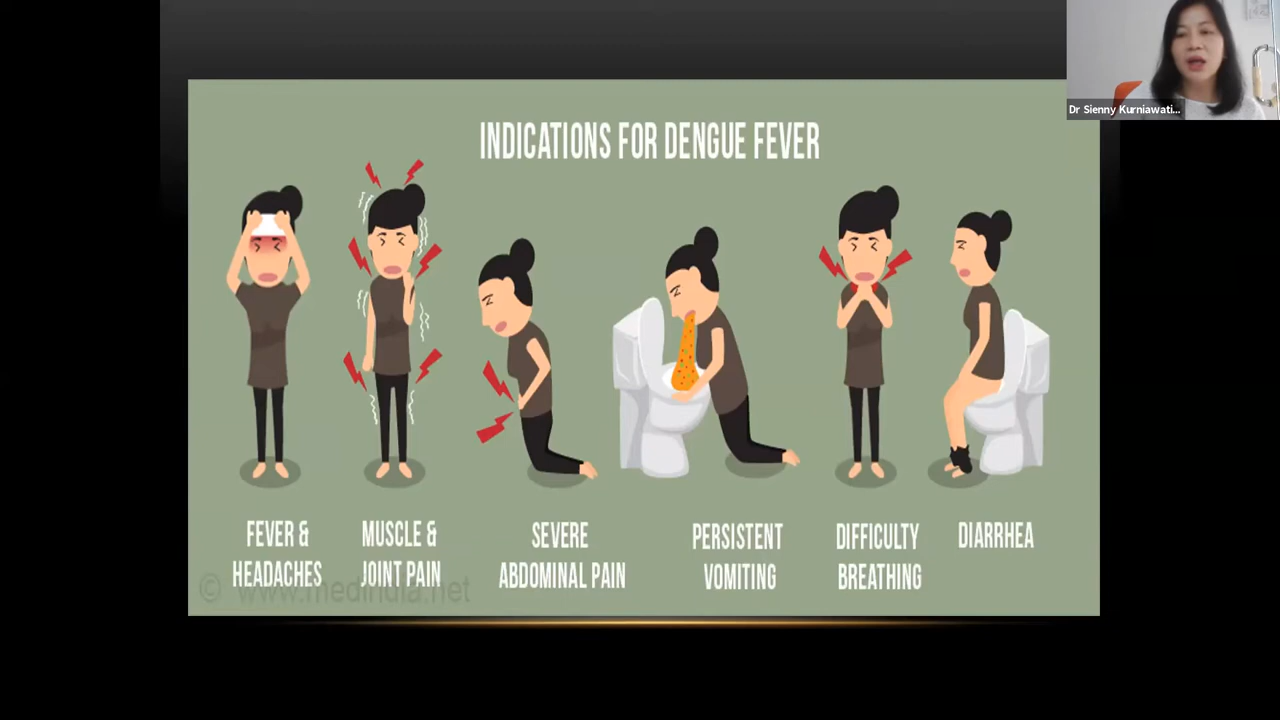 Dr Sienny Kurniawati...
INDICATIONS FOR DENGUE FEVER
FEVER &
HEADACHES
MUSCLE &
JOINT PAIN
SEVERE
ABDOMINAL PAIN
PERSISTENT
VOMITING
DIFFICULTY
BREATHING
DIARRHEA
© www.medindia.net